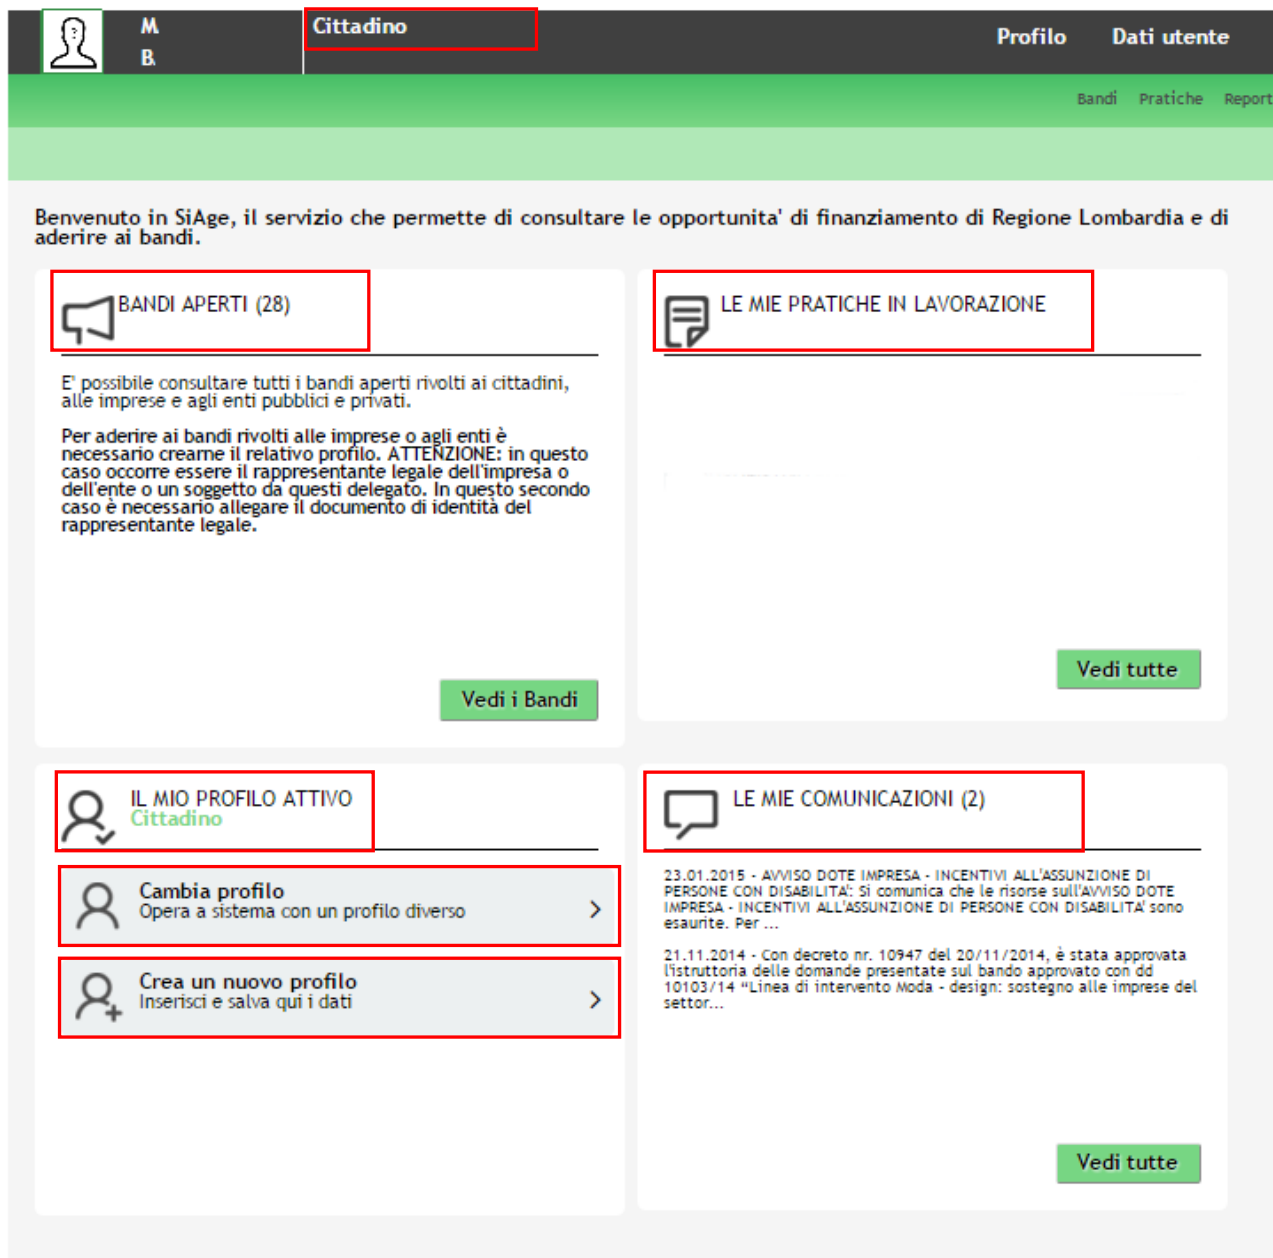 M
B.
Cittadino
Profilo Dati utente
Bandi Pratiche Report
Benvenuto in SiAge, il servizio che permette di consultare le opportunita' di finanziamento di Regione Lombardia e di
aderire ai bandi.
BANDI APERTI (28)
E' possibile consultare tutti i bandi aperti rivolti ai cittadini,
alle imprese e agli enti pubblici e privati.
Per aderire ai bandi rivolti alle imprese o agli enti è
necessario crearne il relativo profilo. ATTENZIONE: in questo
caso occorre essere il rappresentante legale dell'impresa o
dell'ente o un soggetto da questi delegato. In questo secondo
caso è necessario allegare il documento di identità del
rappresentante legale.
Vedi i Bandi
LE MIE PRATICHE IN LAVORAZIONE
Vedi tutte
IL MIO PROFILO ATTIVO
Cittadino
Cambia profilo
Opera a sistema con un profilo diverso
Crea un nuovo profilo
Inserisci e salva qui i dati
LE MIE COMUNICAZIONI (2)
23.01.2015 - AVVISO DOTE IMPRESA - INCENTIVI ALL'ASSUNZIONE DI
PERSONE CON DISABILITA': Si comunica che le risorse sull'AVVISO DOTE
IMPRESA - INCENTIVI ALL'ASSUNZIONE DI PERSONE CON DISABILITA' sono
esaurite. Per ...
21.11.2014 - Con decreto nr. 10947 del 20/11/2014, è stata approvata
l'istruttoria delle domande presentate sul bando approvato con dd
10103/14 “Linea di intervento Moda - design: sostegno alle imprese del
settor...
Vedi tutte